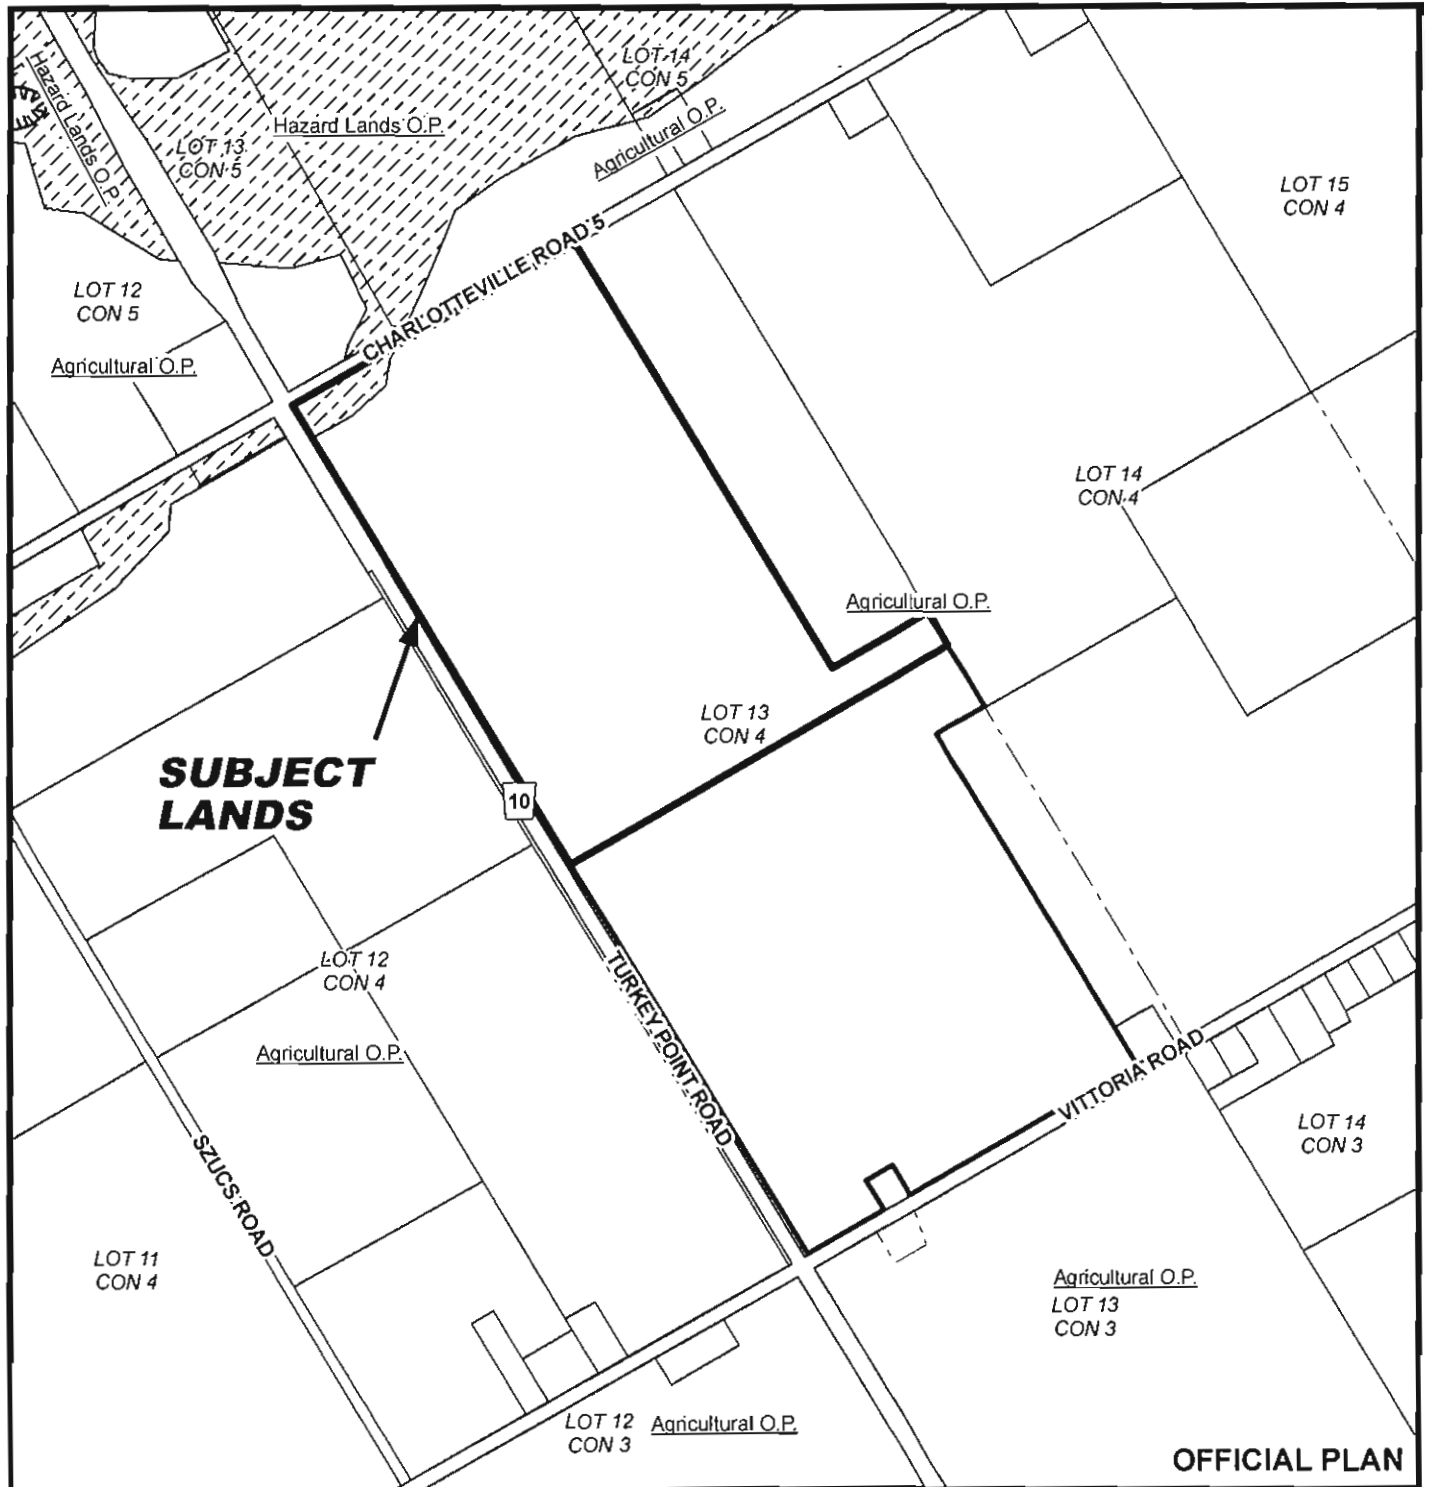 LOT 14
CON 5
Hazard Lands O.P.
Hazard Lands O.P.
LOT 13
CON 5
Agricultural O.P.
LOT 15
CON 4
CHARLOTTEVILLE ROAD 5
LOT 12
CON 5
Agricultural O.P.
LOT 14
CON 4
Agricultural O.P.
LOT 13
CON 4
SUBJECT
LANDS
10
LOT 12
CON 4
Agricultural O.P.
TURKEY POINT ROAD
VITTORIA ROAD
SZUCS ROAD
LOT 14
CON 3
LOT 11
CON 4
Agricultural O.P.
LOT 13
CON 3
LOT 12
CON 3
Agricultural O.P.
OFFICIAL PLAN